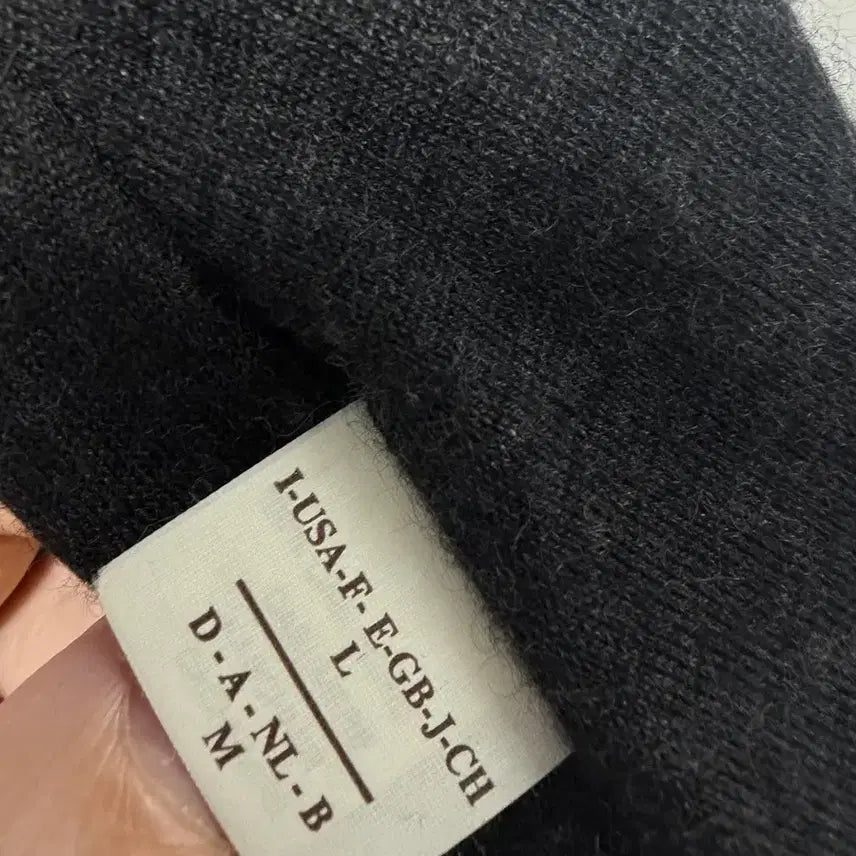 I-USA-F- E-GB-J-CH
L
D-A-NL-B
M